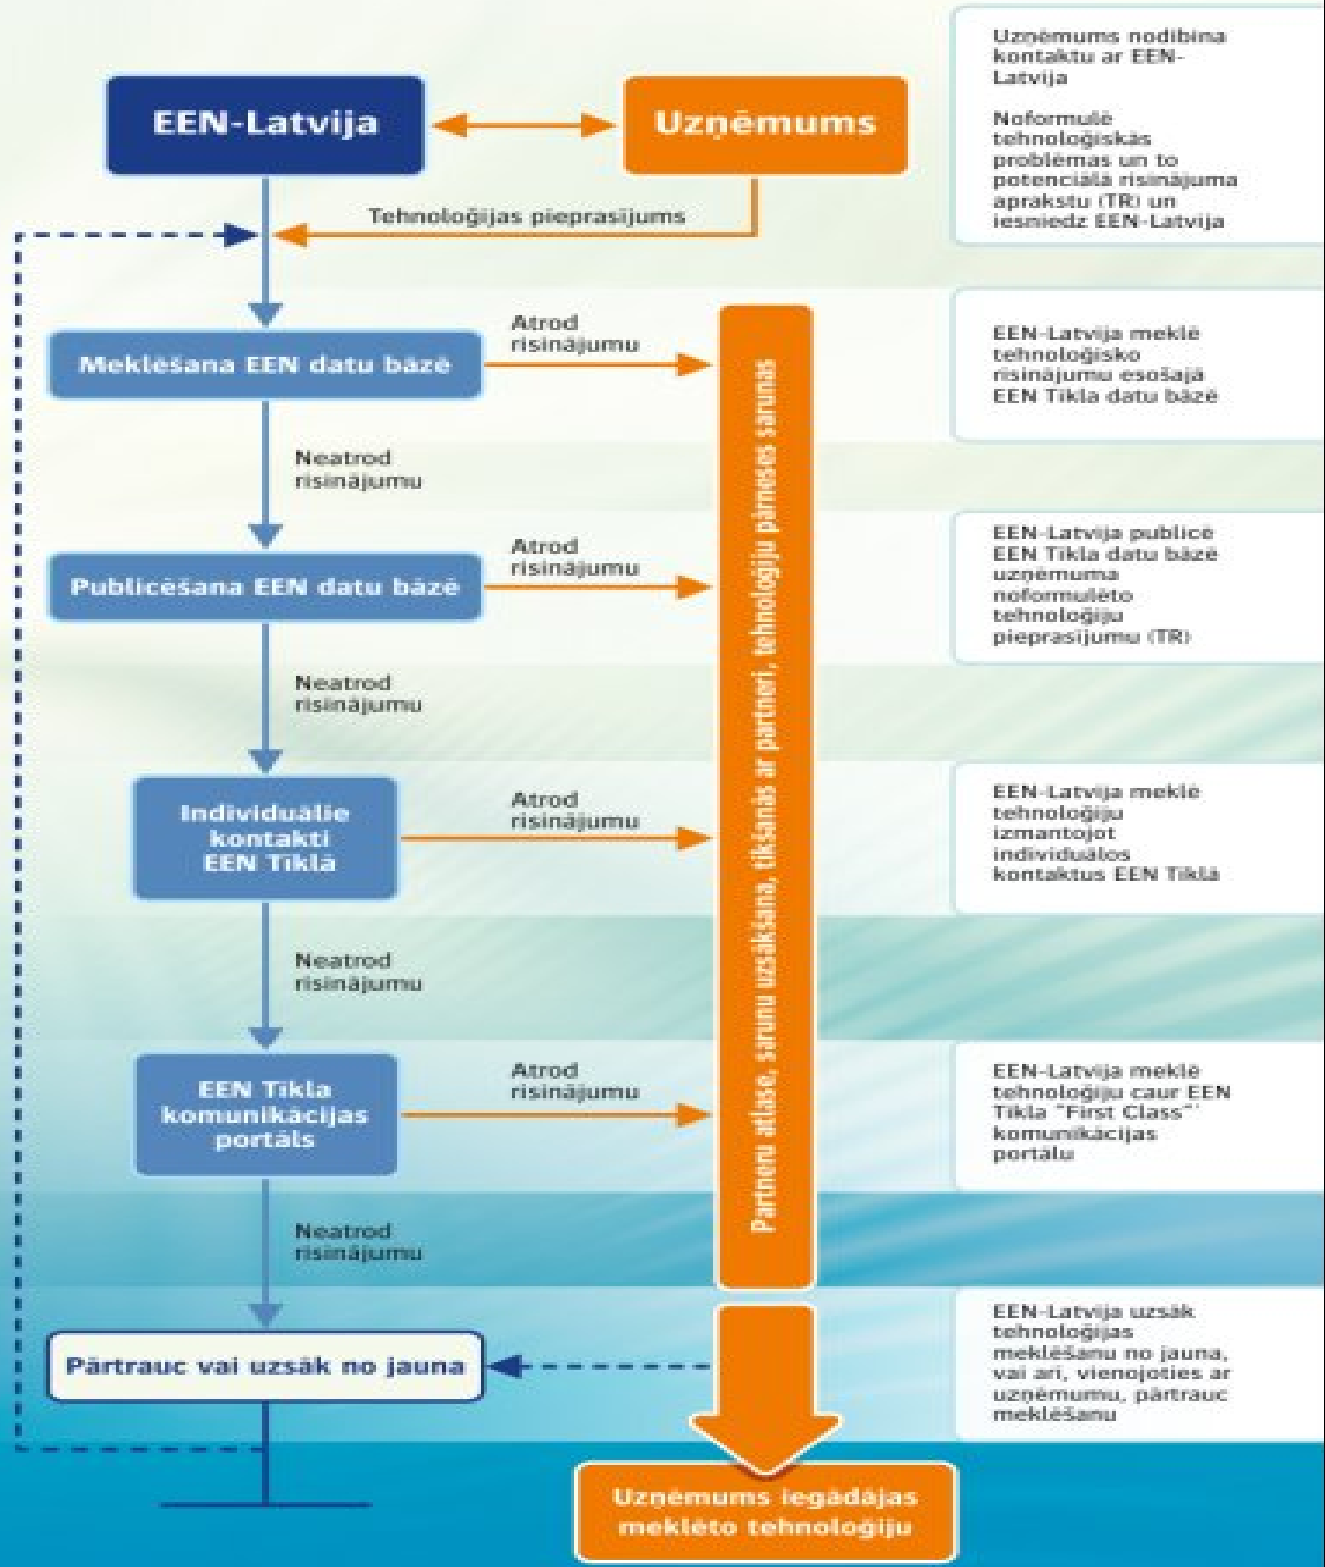 EEN-Latvija
Uzņēmums
Uzņēmums nodibina
kontaktu ar EEN-
Latvija
Noformulē
tehnoloģiskās
problēmas un to
potenciālā risinājuma
aprakstu (TR) un
iesniedz EEN-Latvija
Tehnoloģijas pieprasījums
Meklēšana EEN datu bāzē
Atrod
risinājumu
EEN-Latvija meklē
tehnoloģisko
risinājumu esošajā
EEN Tīkla datu bāzē
Neatrod
risinājumu
Publicēšana EEN datu bāzē
Atrod
risinājumu
EEN-Latvija publicē
EEN Tīkla datu bāzē
uzņēmuma
noformulēto
tehnoloģiju
pieprasījumu (TR)
Neatrod
risinājumu
Individuālie
kontakti
EEN Tīklā
Atrod
risinājumu
EEN-Latvija meklē
tehnoloģiju
izmantojot
individuālos
kontaktus EEN Tīklā
Neatrod
risinājumu
EEN Tīkla
komunikācijas
portāls
Atrod
risinājumu
EEN-Latvija meklē
tehnoloģiju caur EEN
Tīkla "First Class"
komunikācijas
portālu
Neatrod
risinājumu
Partneru atlase, sarunu uzsākšana, tikšanās ar partneri, tehnoloģiju pārneses sarunas
Pārtrauc vai uzsāk no jauna
EEN-Latvija uzsāk
tehnoloģijas
meklēšanu no jauna,
vai arī, vienojoties ar
uzņēmumu, pārtrauc
meklēšanu
Uzņēmums iegādājas
meklēto tehnoloģiju